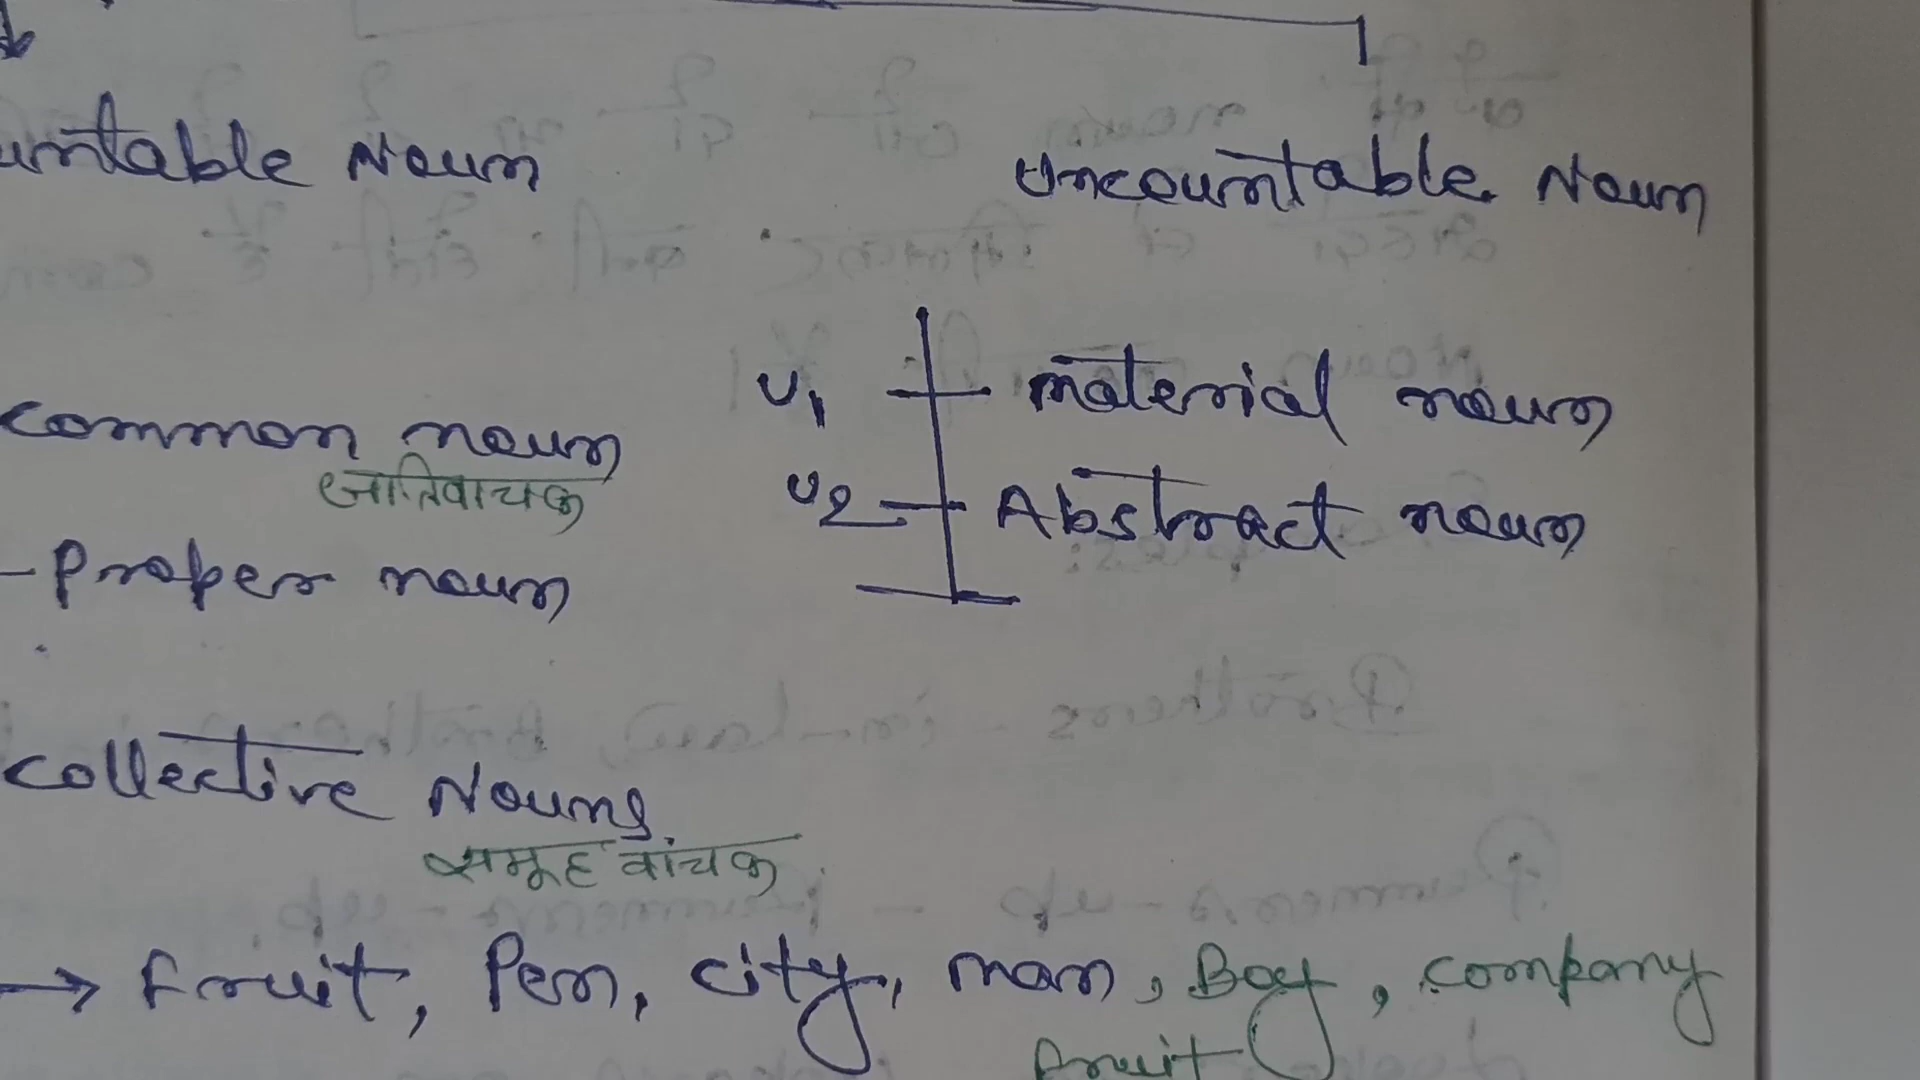 untable Noun
Uncountable Noun
common noun
जातिवाचक
- Proper noun
U1 material noun
U2 Abstract noun
collective Nouns
समूह वाचक
→ fruit, Pen, city, man, Boy, company
fruit